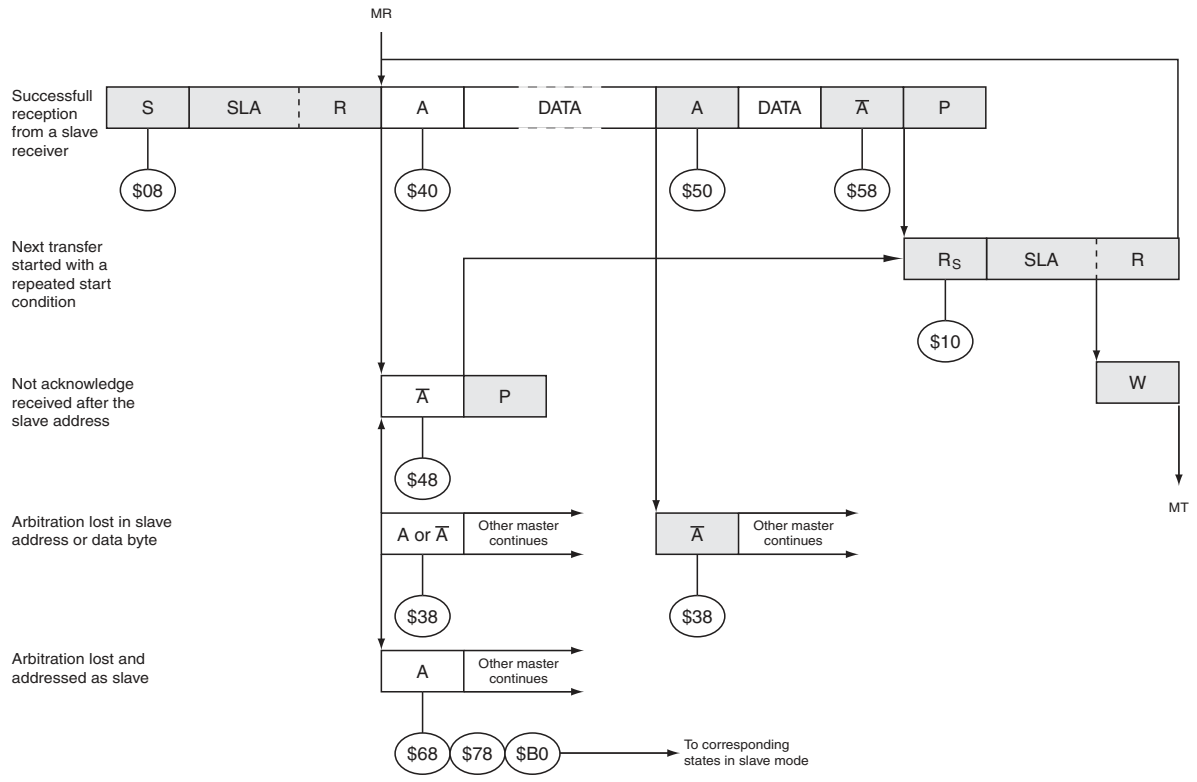 MR
Successfull
reception
from a slave
receiver
S SLA R A DATA A DATA A̅ P
$08 $40 $50 $58
Next transfer
started with a
repeated start
condition
RS SLA R
$10
Not acknowledge
received after the
slave address
A̅ P
W
$48
MT
Arbitration lost in slave
address or data byte
A or A̅ Other master
continues
A̅ Other master
continues
$38 $38
Arbitration lost and
addressed as slave
A Other master
continues
$68 $78 $B0 To corresponding
states in slave mode